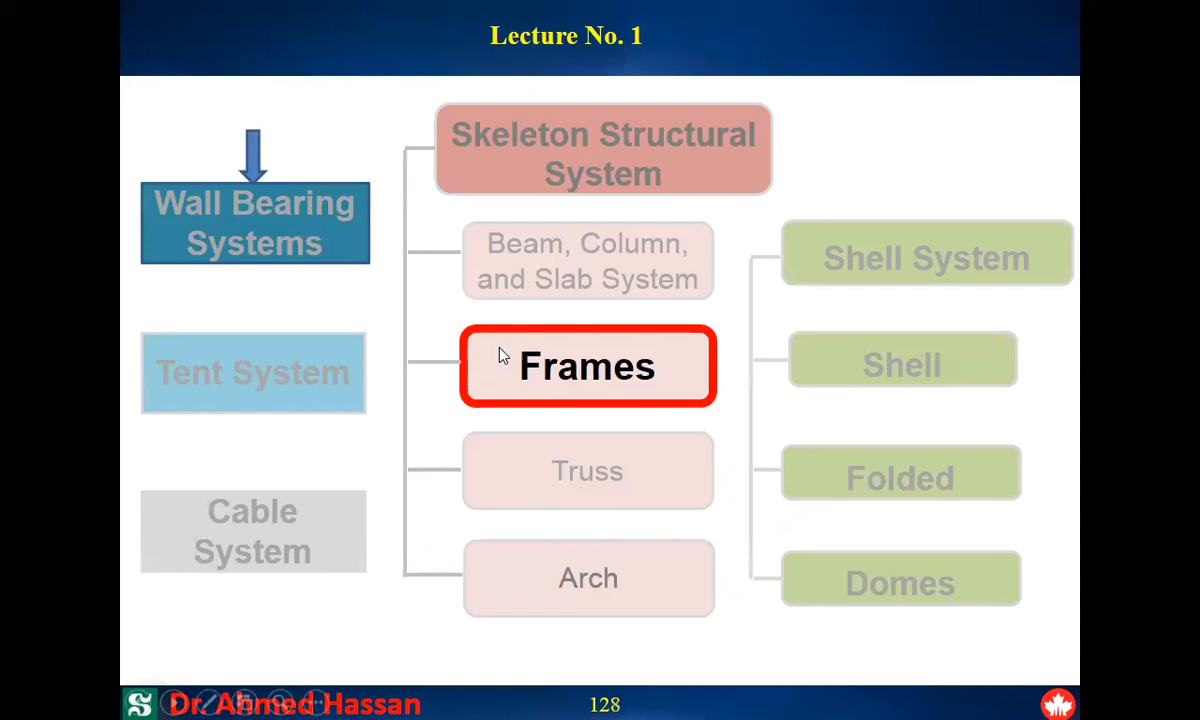 Lecture No. 1
Wall Bearing
Systems
Tent System
Cable
System
Skeleton Structural
System
Beam, Column,
and Slab System
Frames
Truss
Arch
Shell System
Shell
Folded
Domes
Dr. Ahmed Hassan
128